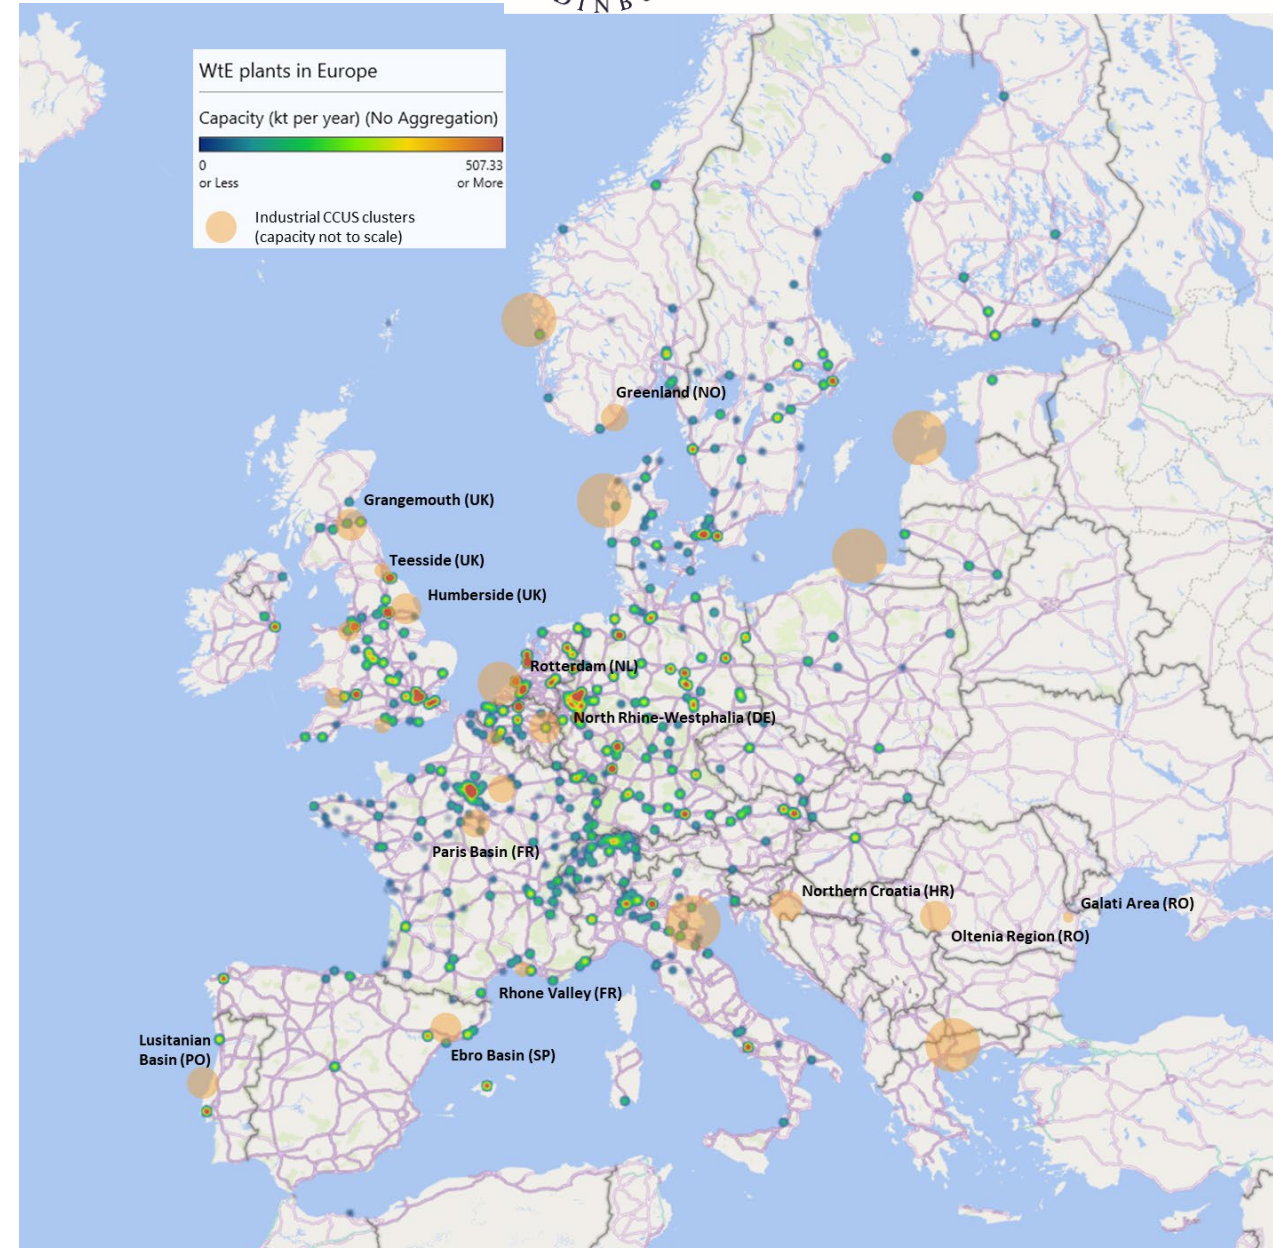 WtE plants in Europe
Capacity (kt per year) (No Aggregation)
0
or Less
507.33
or More
Industrial CCUS clusters
(capacity not to scale)
Greenland (NO)
Grangemouth (UK)
Teesside (UK)
Humberside (UK)
Rotterdam (NL)
North Rhine-Westphalia (DE)
Paris Basin (FR)
Northern Croatia (HR)
Galati Area (RO)
Oltenia Region (RO)
Rhone Valley (FR)
Lusitanian
Basin (PO)
Ebro Basin (SP)